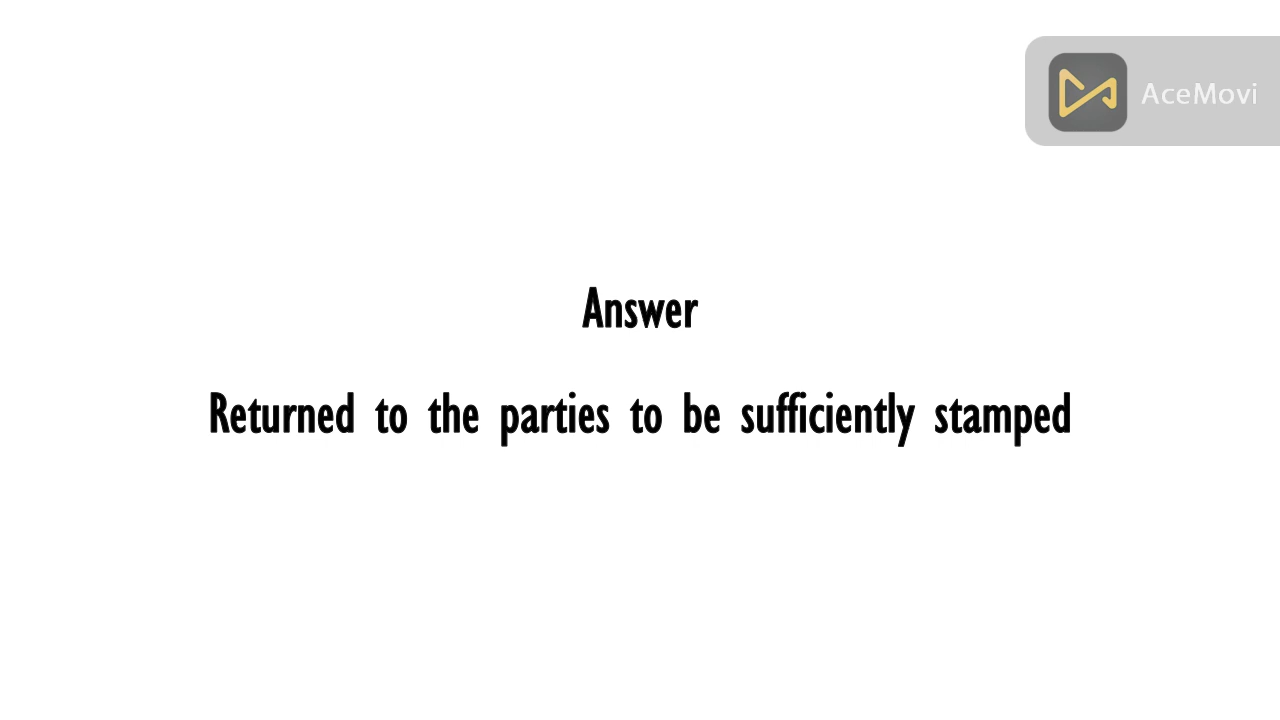 AceMovi
Answer
Returned to the parties to be sufficiently stamped